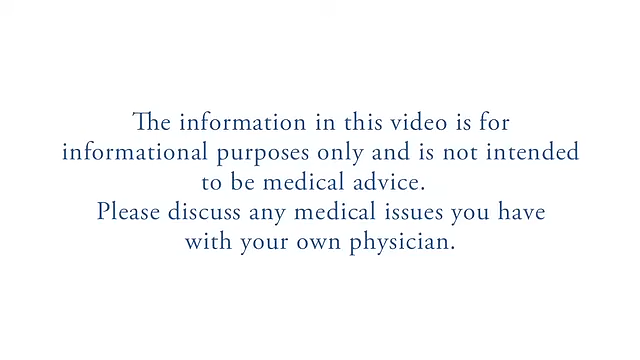 The information in this video is for
informational purposes only and is not intended
to be medical advice.
Please discuss any medical issues you have
with your own physician.